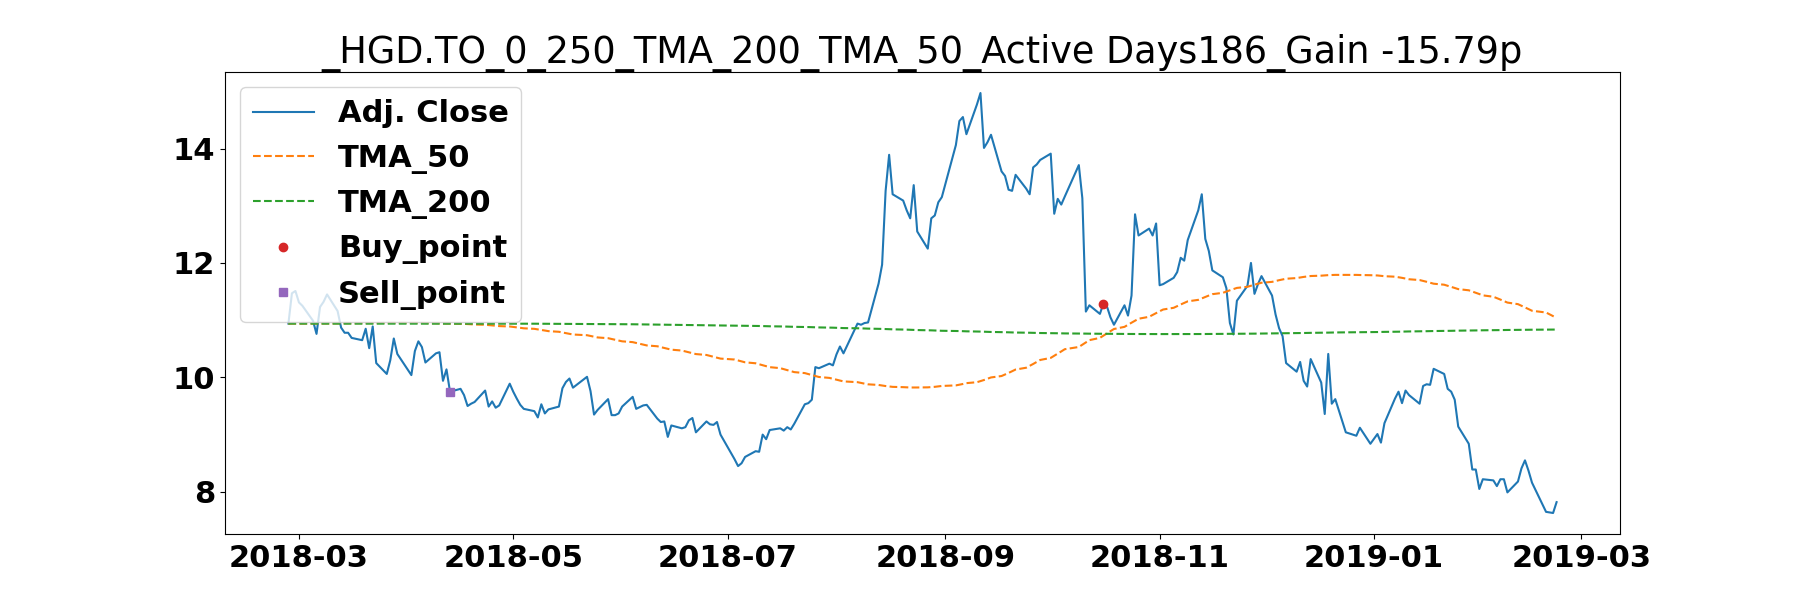 _HGD.TO_0_250_TMA_200_TMA_50_Active Days186_Gain -15.79p
Adj. Close
TMA_50
TMA_200
Buy_point
Sell_point
14
12
10
8
2018-03 2018-05 2018-07 2018-09 2018-11 2019-01 2019-03